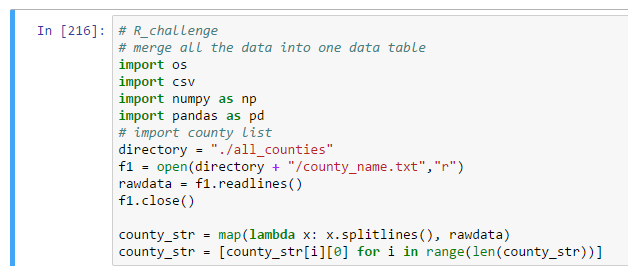 In [216]: # R_challenge
# merge all the data into one data table
import os
import csv
import numpy as np
import pandas as pd
# import county list
directory = "./all_counties"
f1 = open(directory + "/county_name.txt","r")
rawdata = f1.readlines()
f1.close()
county_str = map(lambda x: x.splitlines(), rawdata)
county_str = [county_str[i][0] for i in range(len(county_str))]